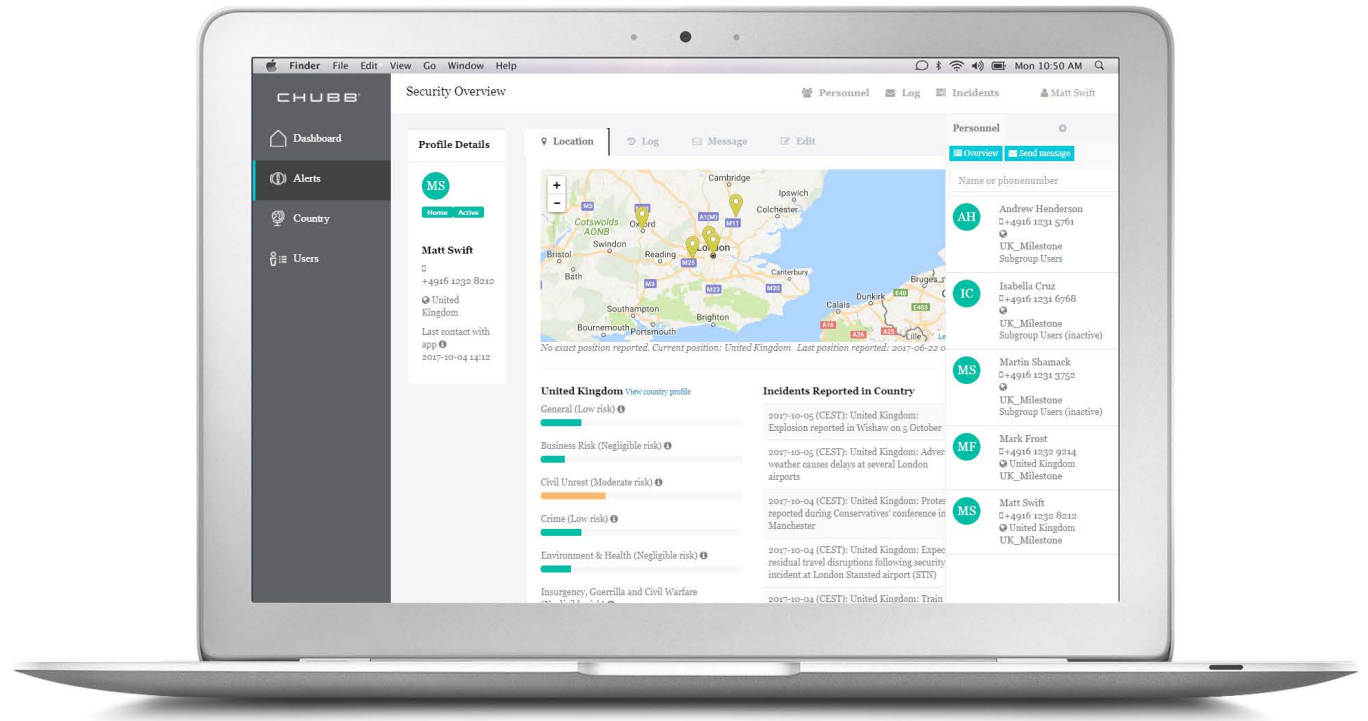 Finder File Edit View Go Window Help Mon 10:50 AM
CHUBB
Security Overview
Personnel Log Incidents Matt Swift
Dashboard
Alerts
Country
Users
Profile Details
MS
Home Active
Matt Swift
+4916 1232 8212
United
Kingdom
Last contact with
app
2017-10-04 14:12
Location Log Message Edit
+
−
Cambridge
Ipswich
Colchester
M5
Cotswolds
AONB
Oxford
A1(M)
M11
Swindon
London
Bristol
Reading
M25
Bath
Canterbury
M3
M23
M20
Bruges
Dunkirk
E40
Calais
E403
Southampton
Brighton
Bournemouth
Portsmouth
A16
A26
A25
Lille
No exact position reported. Current position: United Kingdom Last position reported: 2017-06-22
United Kingdom View country profile
General (Low risk)
Business Risk (Negligible risk)
Civil Unrest (Moderate risk)
Crime (Low risk)
Environment & Health (Negligible risk)
Insurgency, Guerrilla and Civil Warfare
Incidents Reported in Country
2017-10-05 (CEST): United Kingdom:
Explosion reported in Wishaw on 5 October
2017-10-05 (CEST): United Kingdom: Adver
weather causes delays at several London
airports
2017-10-04 (CEST): United Kingdom: Protes
reported during Conservatives' conference in
Manchester
2017-10-04 (CEST): United Kingdom: Expec
residual travel disruptions following security
incident at London Stansted airport (STN)
2017-10-04 (CEST): United Kingdom: Train
Personnel
Overview Send message
Name or phonenumber
AH
Andrew Henderson
+4916 1231 5761
UK_Milestone
Subgroup Users
IC
Isabella Cruz
+4916 1231 6768
UK_Milestone
Subgroup Users (inactive)
MS
Martin Shamack
+4916 1231 3752
UK_Milestone
Subgroup Users (inactive)
MF
Mark Frost
+4916 1232 9214
United Kingdom
UK_Milestone
MS
Matt Swift
+4916 1232 8212
United Kingdom
UK_Milestone